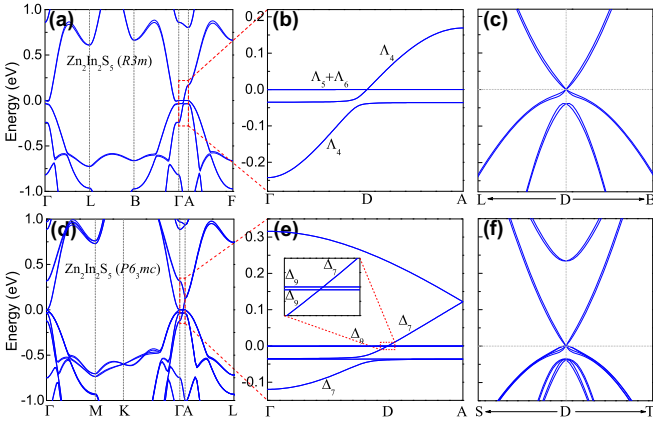 (a) (b) (c)
1.0 0.5 0.0 -0.5 -1.0
Energy (eV)
Zn2In2S5 (R3m)
Γ L B Γ A F
0.2 0.1 0.0 -0.1 -0.2
Λ4
Λ5+Λ6
Λ4
Γ D A
L D B
(d) (e) (f)
1.0 0.5 0.0 -0.5 -1.0
Energy (eV)
Zn2In2S5 (P63mc)
Γ M K Γ A L
0.3 0.2 0.1 0.0 -0.1
Δ9 Δ7
Δ9
Δ9 Δ7
Δ7
Γ D A
S D T